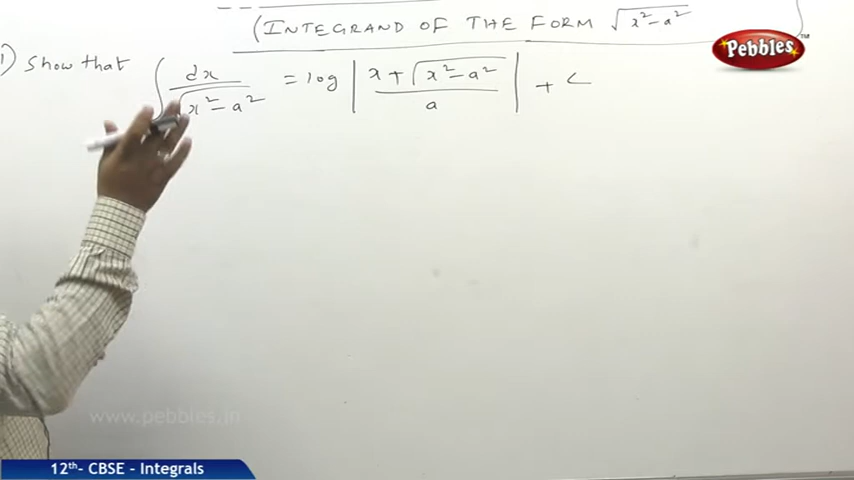 (INTEGRAND OF THE FORM √x²-a²)
Pebbles™
1) Show that ∫ dx/√x²-a² = log | x+√x²-a² / a | + c
www.pebbles.in
12th- CBSE - Integrals